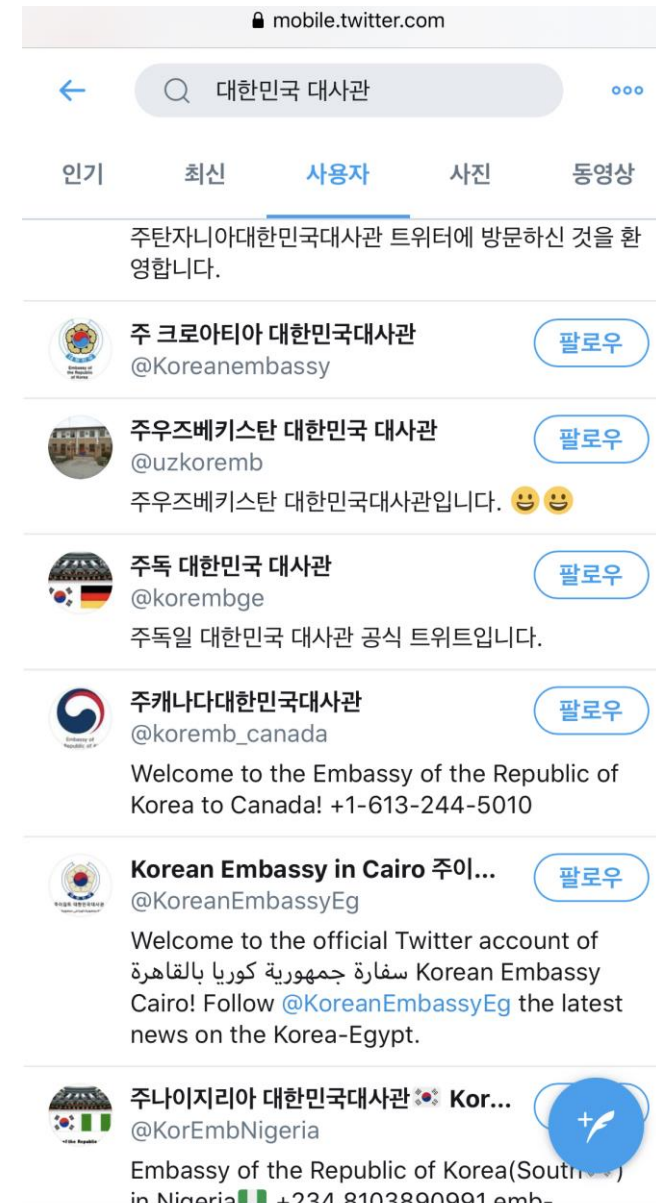 mobile.twitter.com
대한민국 대사관
인기 최신 사용자 사진 동영상
주탄자니아대한민국대사관 트위터에 방문하신 것을 환
영합니다.
주 크로아티아 대한민국대사관
팔로우
@Koreanembassy
주우즈베키스탄 대한민국 대사관
팔로우
@uzkoremb
주우즈베키스탄 대한민국대사관입니다. 😀😀
주독 대한민국 대사관
팔로우
@korembge
주독일 대한민국 대사관 공식 트위트입니다.
주캐나다대한민국대사관
팔로우
@koremb_canada
Welcome to the Embassy of the Republic of
Korea to Canada! +1-613-244-5010
Korean Embassy in Cairo 주이...
팔로우
@KoreanEmbassyEg
Welcome to the official Twitter account of
سفارة جمهورية كوريا بالقاهرة Korean Embassy
Cairo! Follow @KoreanEmbassyEg the latest
news on the Korea-Egypt.
주나이지리아 대한민국대사관🇰🇷 Kor...
@KorEmbNigeria
Embassy of the Republic of Korea(South🇰🇷)
in Nigeria🇳🇬 +234 8103890991 emb-